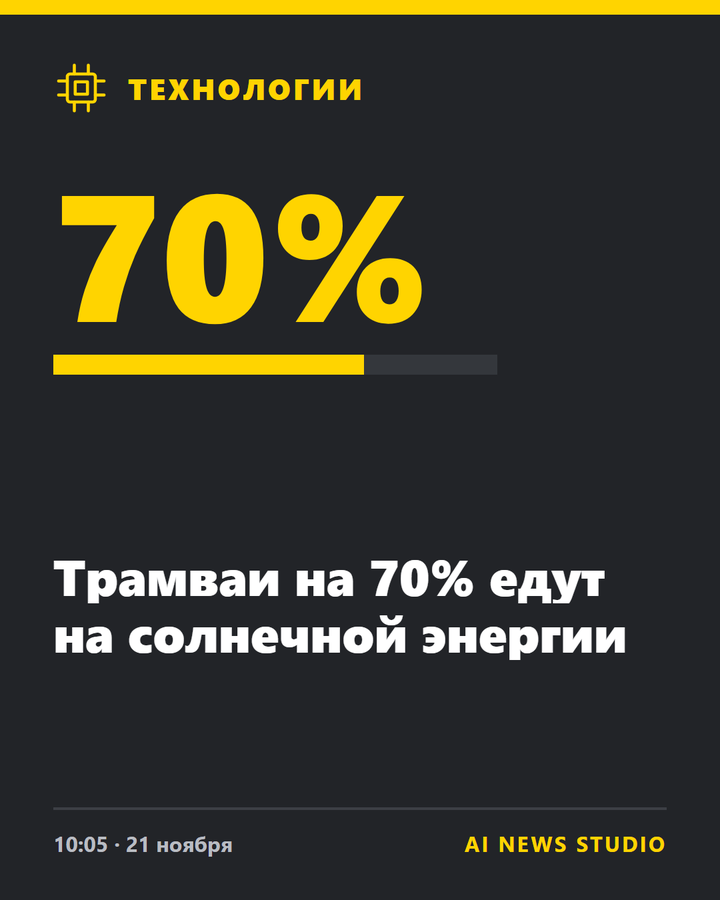 ТЕХНОЛОГИИ
70%
Трамваи на 70% едут
на солнечной энергии
10:05 · 21 ноября
AI NEWS STUDIO